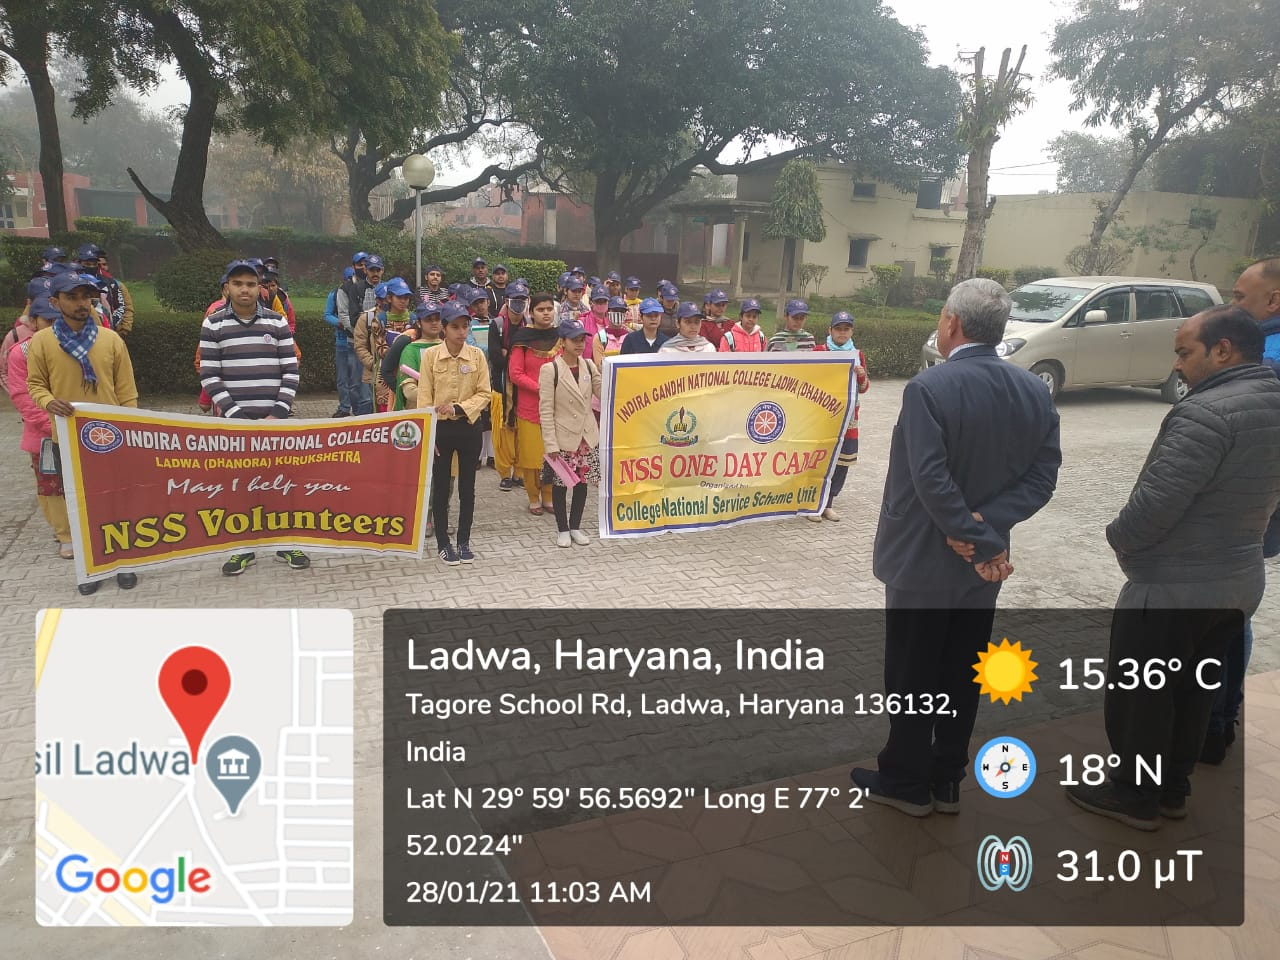 INDIRA GANDHI NATIONAL COLLEGE
LADWA (DHANORA) KURUKSHETRA
May I help you
NSS Volunteers
INDIRA GANDHI NATIONAL COLLEGE LADWA (DHANORA)
NSS ONE DAY CAMP
Organized by
College National Service Scheme Unit
sil Ladwa
Google
Ladwa, Haryana, India
Tagore School Rd, Ladwa, Haryana 136132,
India
Lat N 29° 59' 56.5692" Long E 77° 2'
52.0224"
28/01/21 11:03 AM
15.36° C
N
W E
S
18° N
N
S
31.0 µT